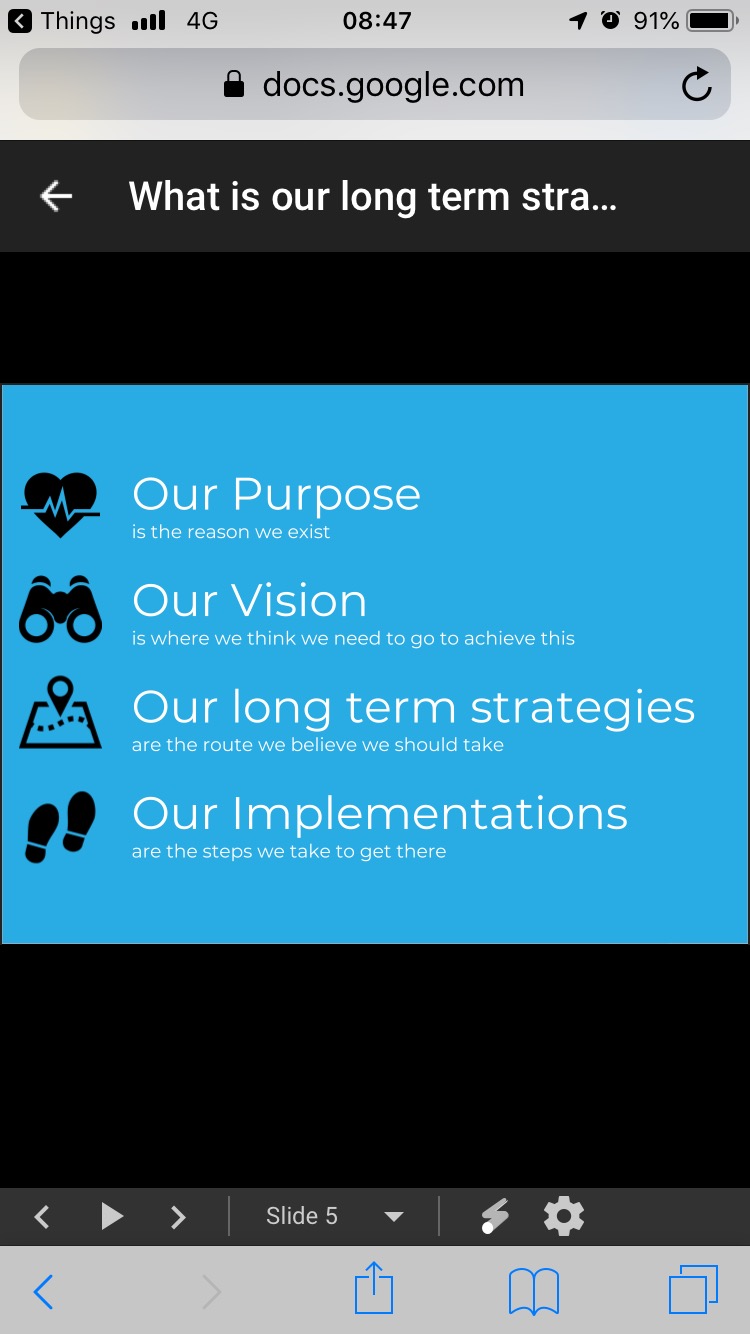 Things 4G 08:47 91%
docs.google.com
What is our long term stra...
Our Purpose
is the reason we exist
Our Vision
is where we think we need to go to achieve this
Our long term strategies
are the route we believe we should take
Our Implementations
are the steps we take to get there
Slide 5